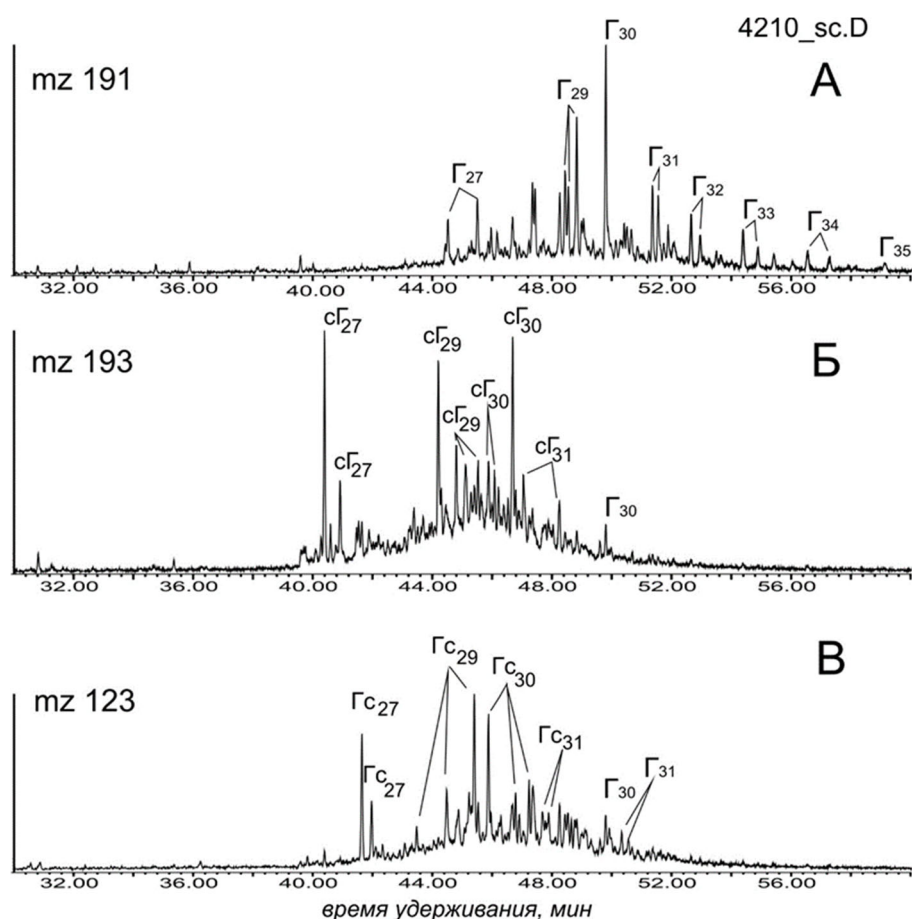 4210_sc.D
mz 191
А
Г30
Г29
Г27
Г31
Г32
Г33
Г34
Г35
32.00 36.00 40.00 44.00 48.00 52.00 56.00
mz 193
Б
сГ27
сГ29
сГ30
сГ27
сГ29
сГ30
сГ31
Г30
32.00 36.00 40.00 44.00 48.00 52.00 56.00
mz 123
В
Гс29
Гс30
Гс27
Гс27
Гс31
Г30
Г31
32.00 36.00 40.00 44.00 48.00 52.00 56.00
время удерживания, мин